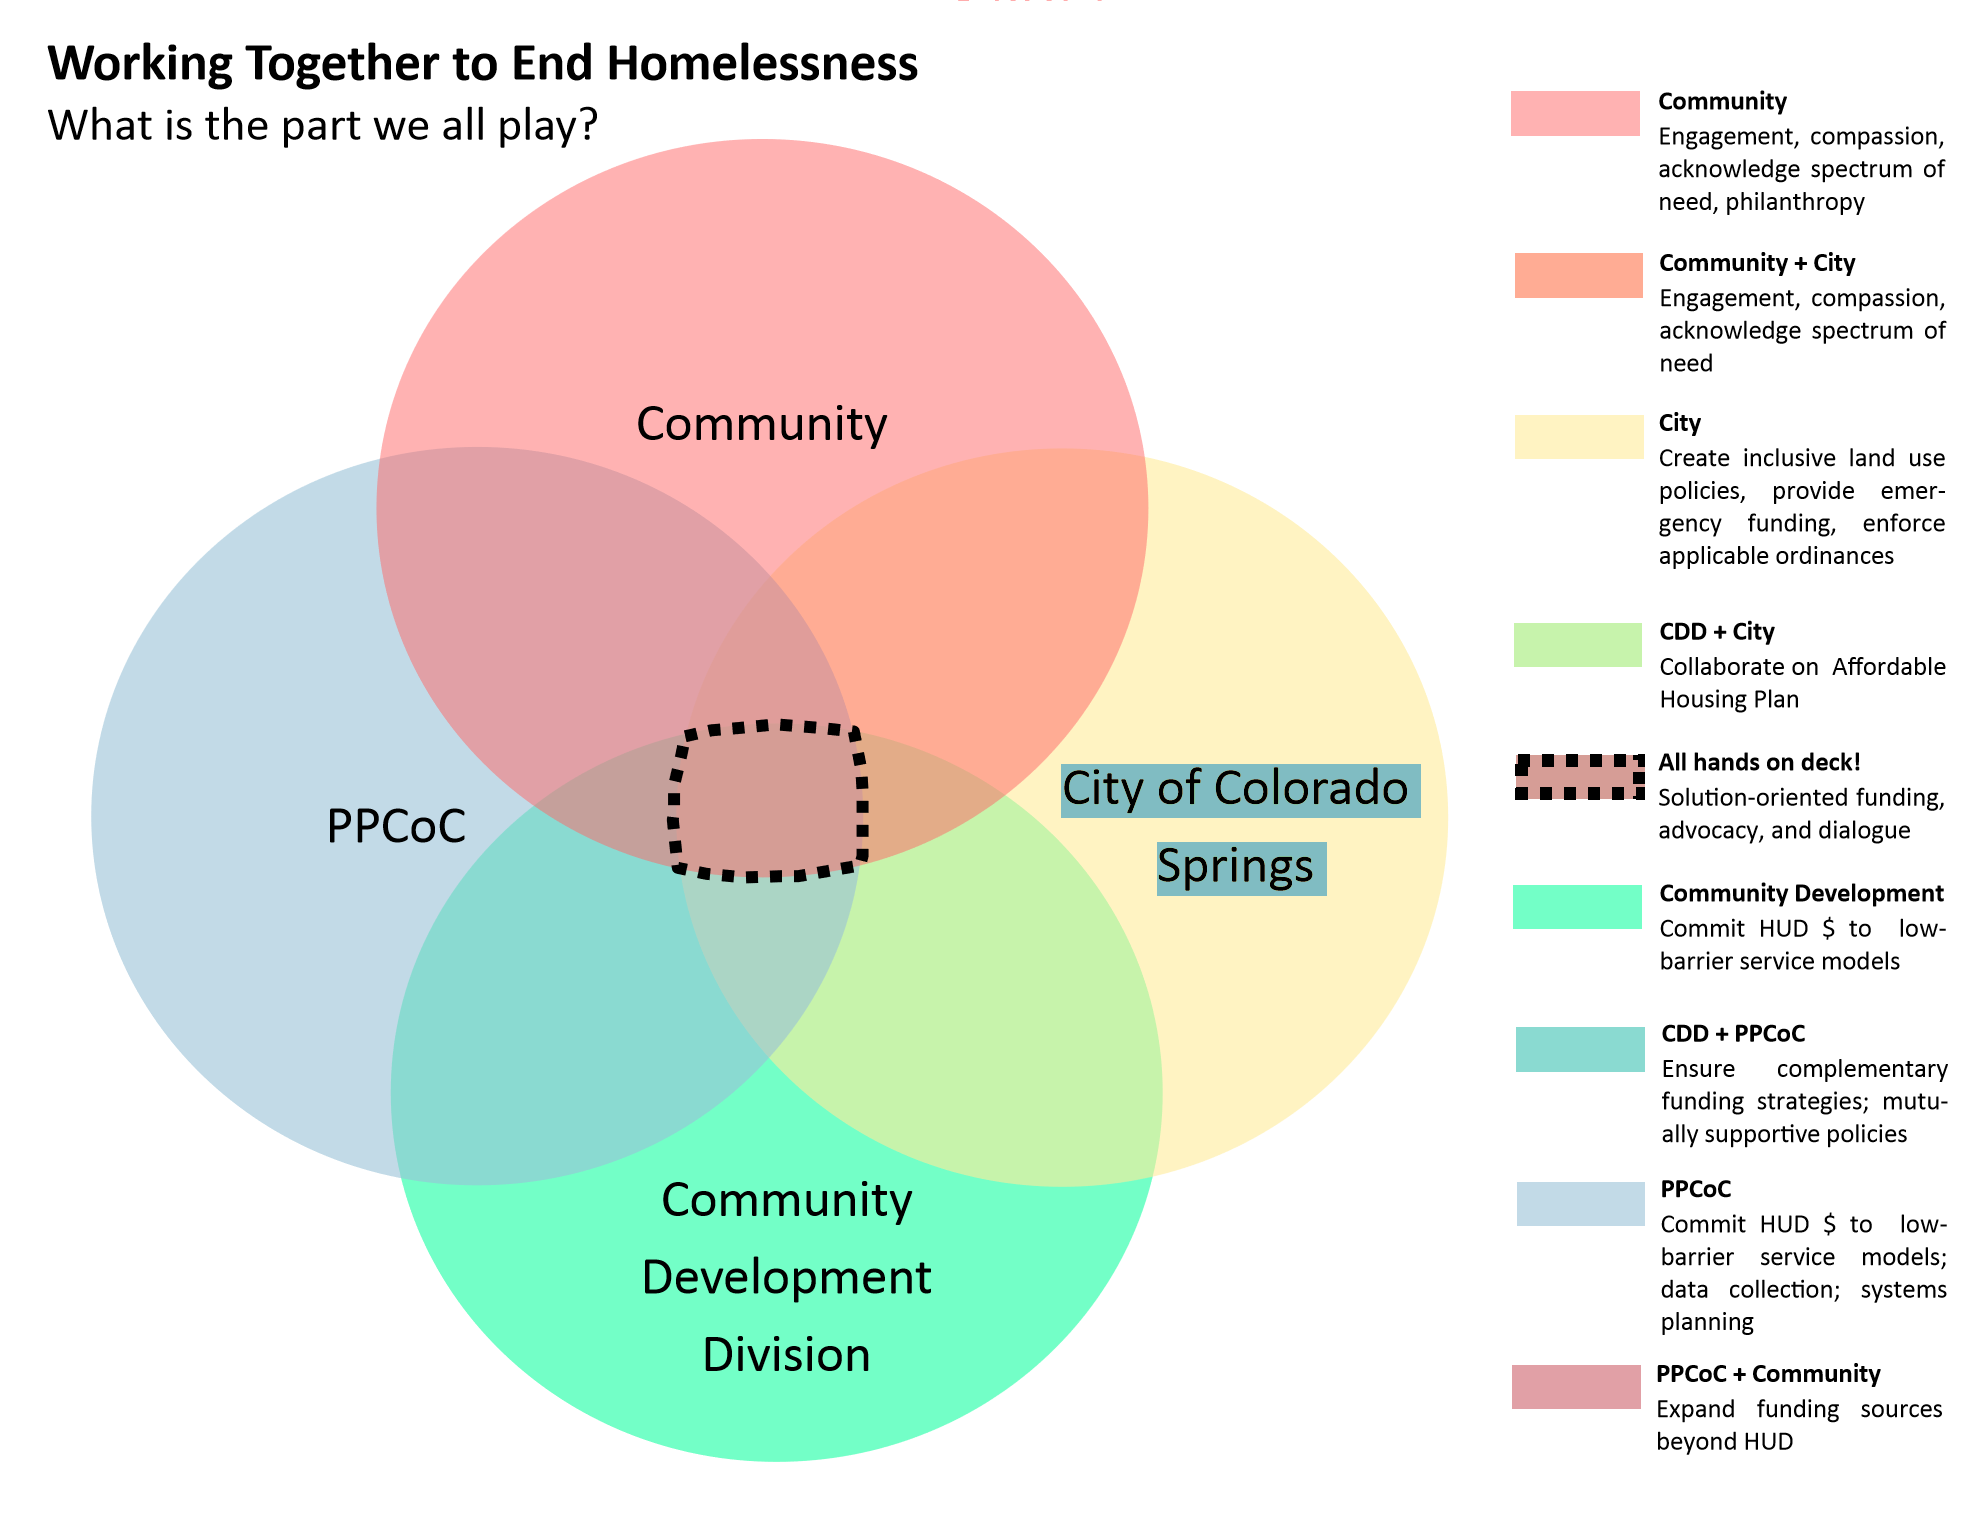 Working Together to End Homelessness
What is the part we all play?
Community
PPCoC
City of Colorado
Springs
Community
Development
Division
Community
Engagement, compassion,
acknowledge spectrum of
need, philanthropy
Community + City
Engagement, compassion,
acknowledge spectrum of
need
City
Create inclusive land use
policies, provide emer-
gency funding, enforce
applicable ordinances
CDD + City
Collaborate on Affordable
Housing Plan
All hands on deck!
Solution-oriented funding,
advocacy, and dialogue
Community Development
Commit HUD $ to low-
barrier service models
CDD + PPCoC
Ensure complementary
funding strategies; mutu-
ally supportive policies
PPCoC
Commit HUD $ to low-
barrier service models;
data collection; systems
planning
PPCoC + Community
Expand funding sources
beyond HUD